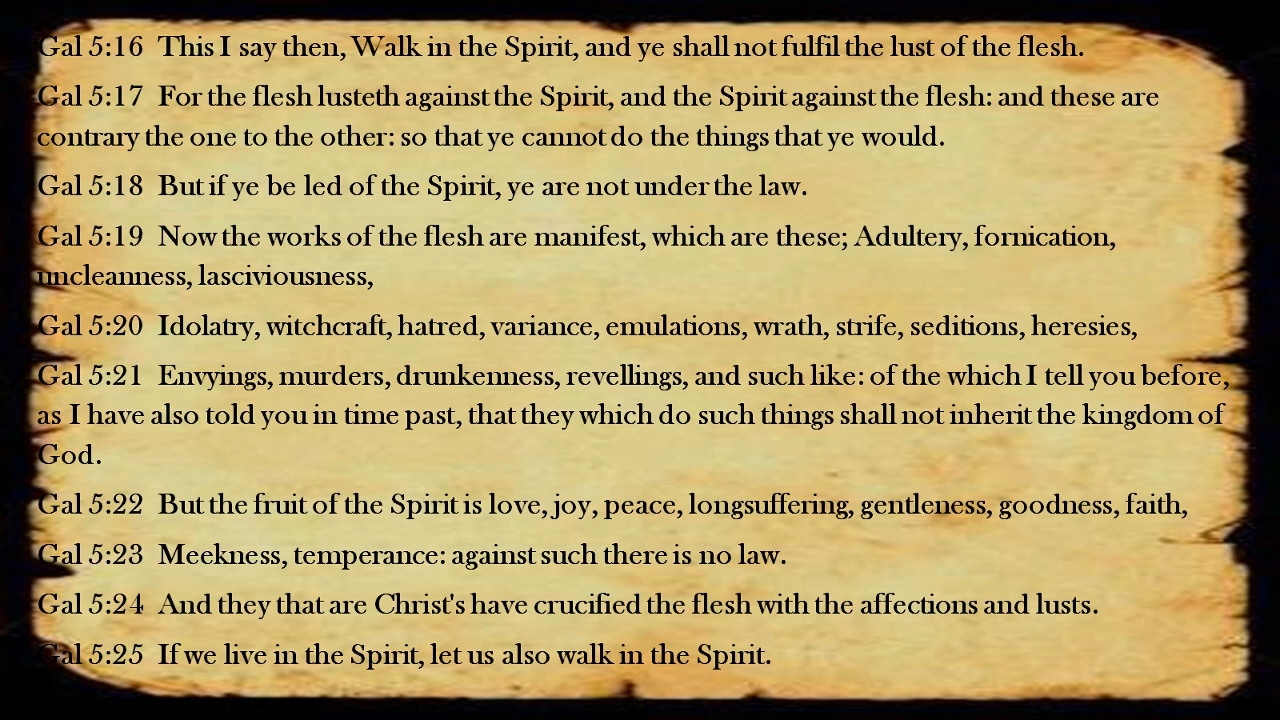 Gal 5:16 This I say then, Walk in the Spirit, and ye shall not fulfil the lust of the flesh.
Gal 5:17 For the flesh lusteth against the Spirit, and the Spirit against the flesh: and these are
contrary the one to the other: so that ye cannot do the things that ye would.
Gal 5:18 But if ye be led of the Spirit, ye are not under the law.
Gal 5:19 Now the works of the flesh are manifest, which are these; Adultery, fornication,
uncleanness, lasciviousness,
Gal 5:20 Idolatry, witchcraft, hatred, variance, emulations, wrath, strife, seditions, heresies,
Gal 5:21 Envyings, murders, drunkenness, revellings, and such like: of the which I tell you before,
as I have also told you in time past, that they which do such things shall not inherit the kingdom of
God.
Gal 5:22 But the fruit of the Spirit is love, joy, peace, longsuffering, gentleness, goodness, faith,
Gal 5:23 Meekness, temperance: against such there is no law.
Gal 5:24 And they that are Christ's have crucified the flesh with the affections and lusts.
Gal 5:25 If we live in the Spirit, let us also walk in the Spirit.